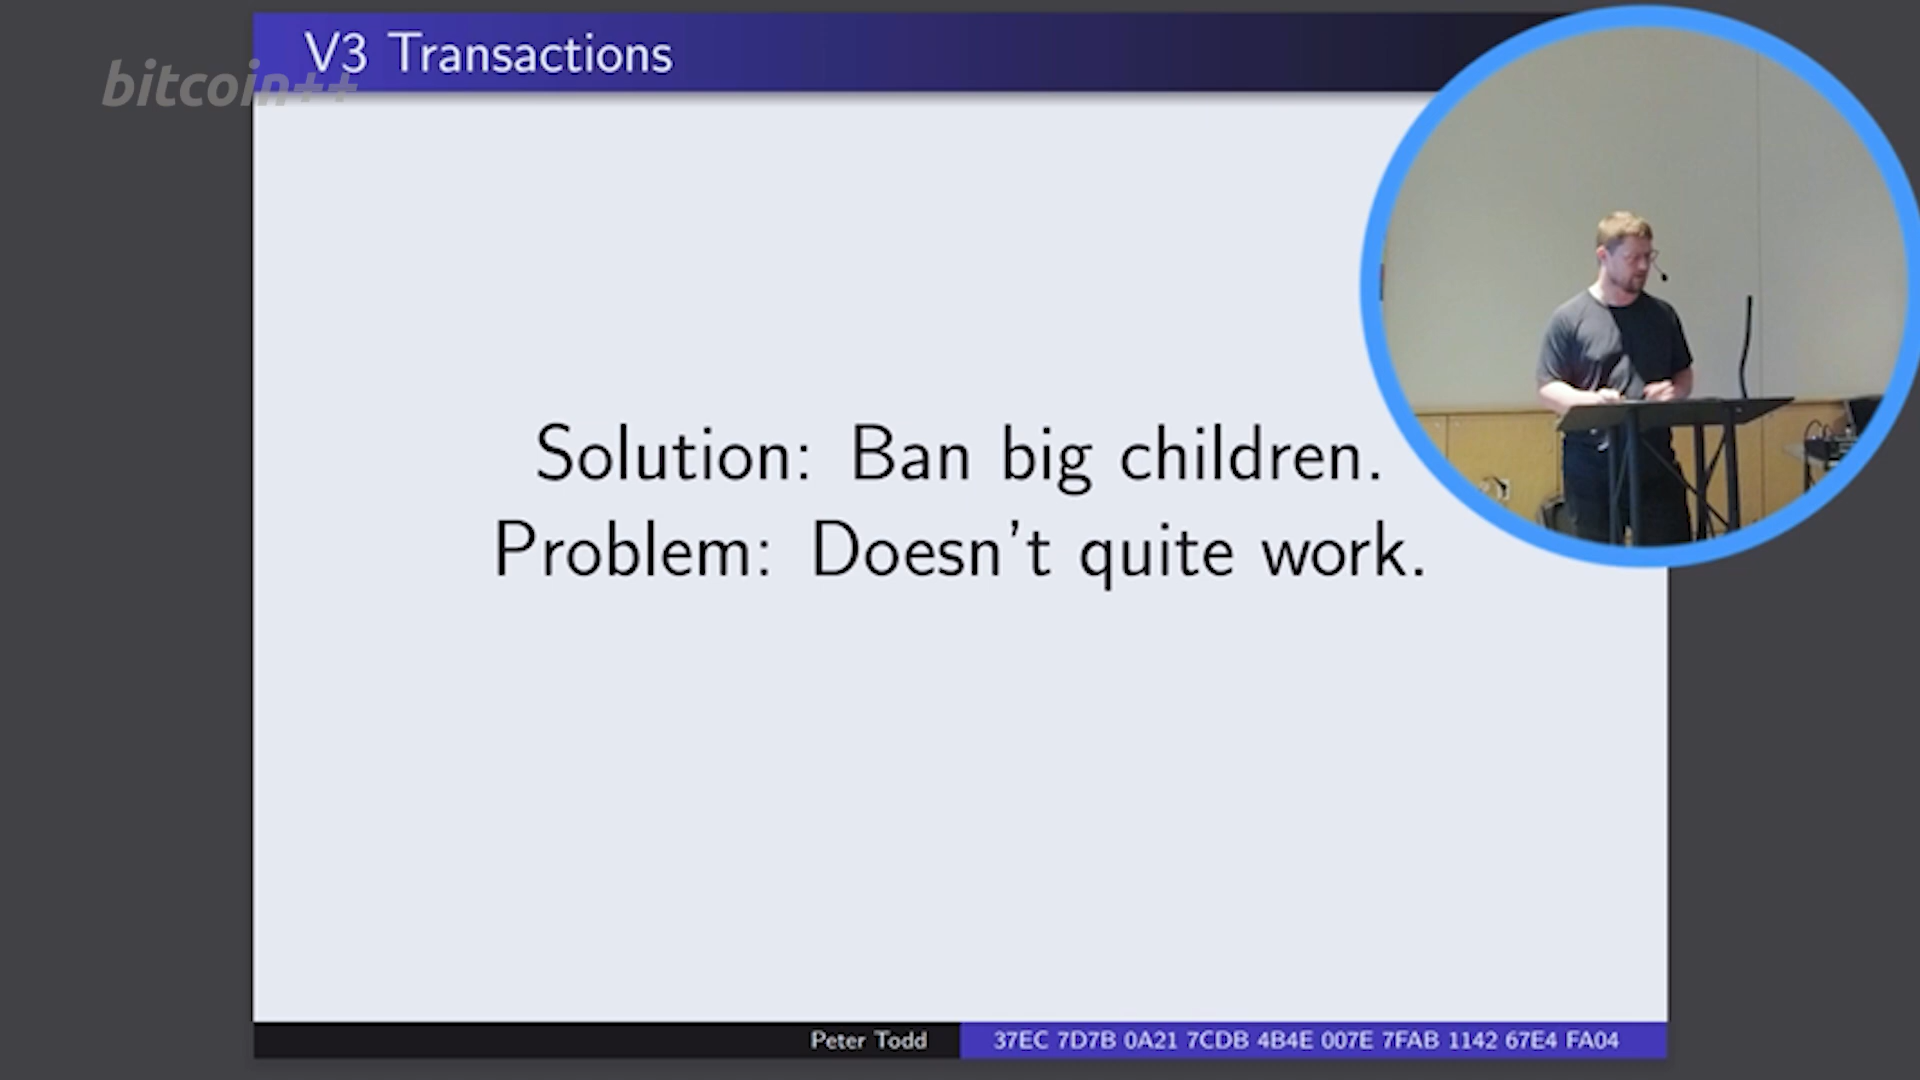 V3 Transactions
bitcoin++
Solution: Ban big children.
Problem: Doesn't quite work.
Peter Todd
37EC 7D7B 0A21 7CDB 4B4E 007E 7FAB 1142 67E4 FA04